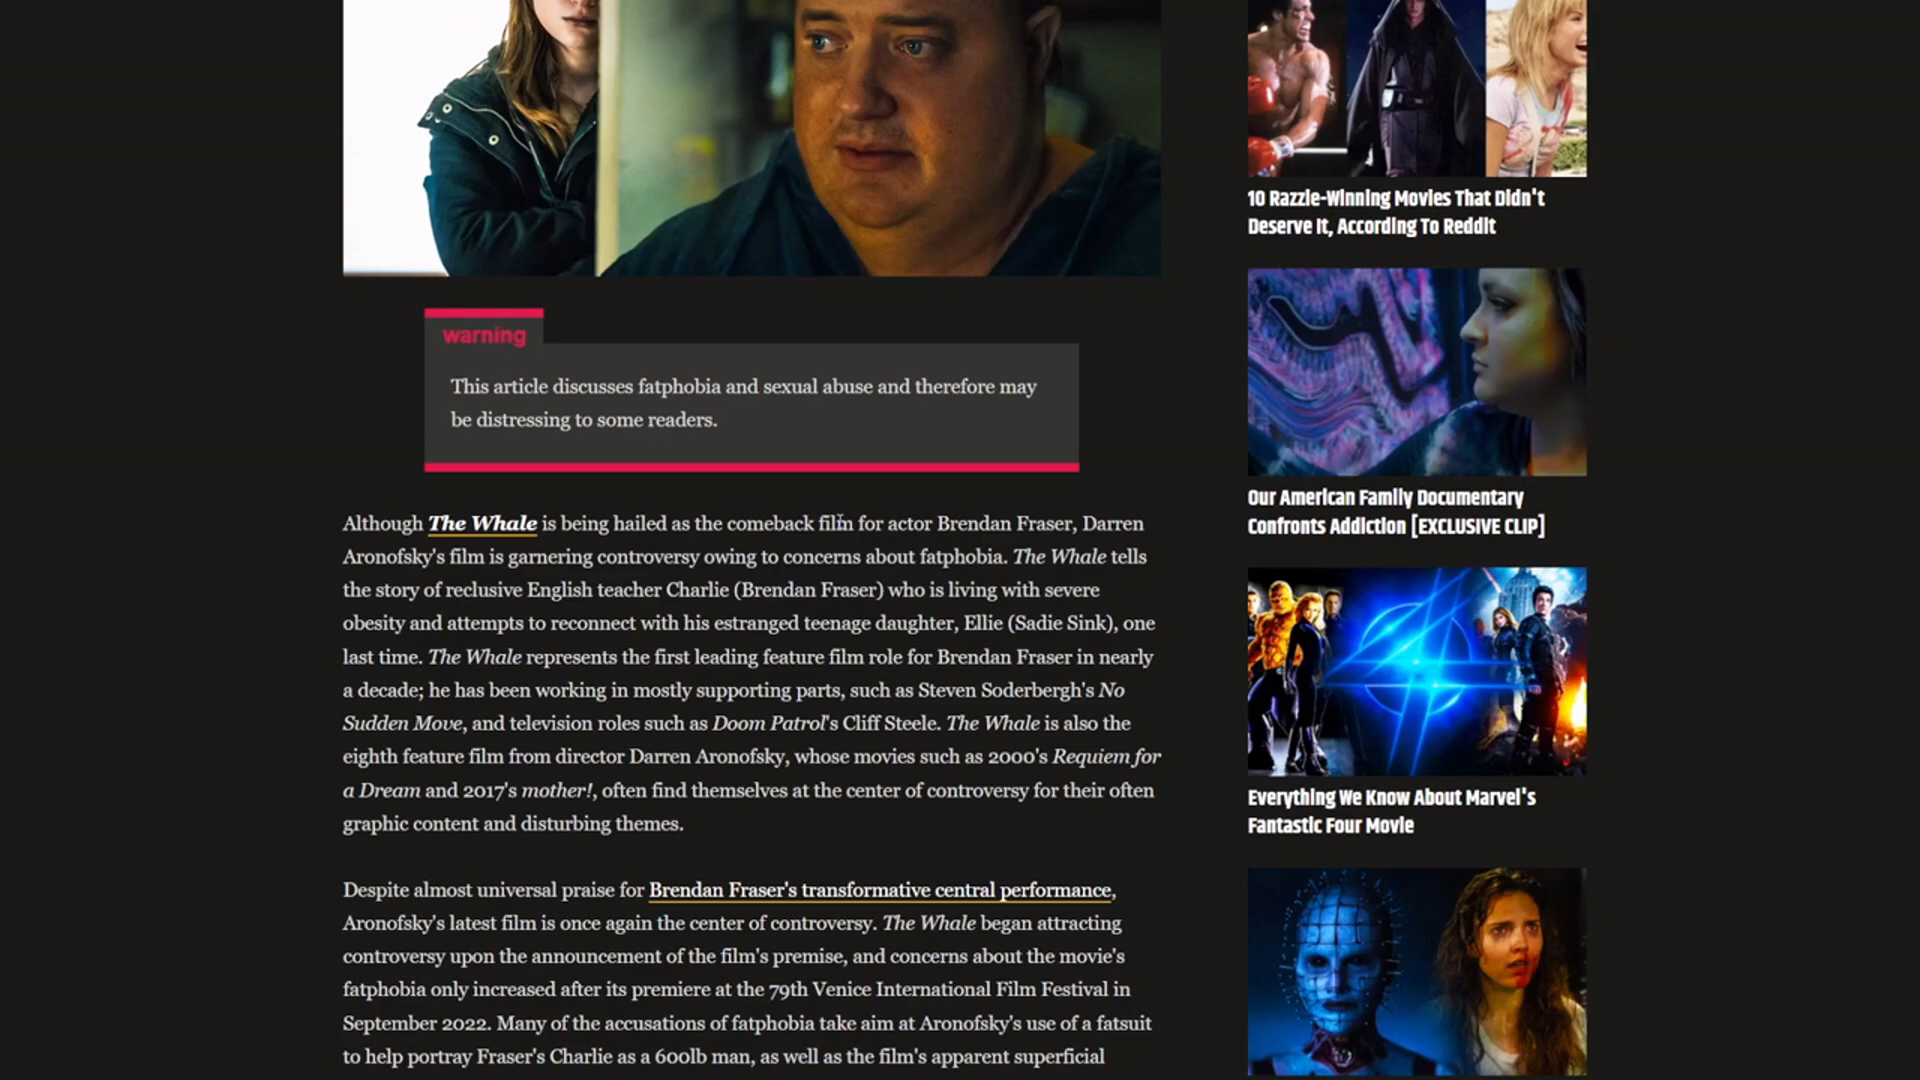 warning
This article discusses fatphobia and sexual abuse and therefore may
be distressing to some readers.
Although The Whale is being hailed as the comeback film for actor Brendan Fraser, Darren
Aronofsky's film is garnering controversy owing to concerns about fatphobia. The Whale tells
the story of reclusive English teacher Charlie (Brendan Fraser) who is living with severe
obesity and attempts to reconnect with his estranged teenage daughter, Ellie (Sadie Sink), one
last time. The Whale represents the first leading feature film role for Brendan Fraser in nearly
a decade; he has been working in mostly supporting parts, such as Steven Soderbergh's No
Sudden Move, and television roles such as Doom Patrol's Cliff Steele. The Whale is also the
eighth feature film from director Darren Aronofsky, whose movies such as 2000's Requiem for
a Dream and 2017's mother!, often find themselves at the center of controversy for their often
graphic content and disturbing themes.
Despite almost universal praise for Brendan Fraser's transformative central performance,
Aronofsky's latest film is once again the center of controversy. The Whale began attracting
controversy upon the announcement of the film's premise, and concerns about the movie's
fatphobia only increased after its premiere at the 79th Venice International Film Festival in
September 2022. Many of the accusations of fatphobia take aim at Aronofsky's use of a fatsuit
to help portray Fraser's Charlie as a 600lb man, as well as the film's apparent superficial
10 Razzie-Winning Movies That Didn't
Deserve It, According To Reddit
Our American Family Documentary
Confronts Addiction [EXCLUSIVE CLIP]
Everything We Know About Marvel's
Fantastic Four Movie